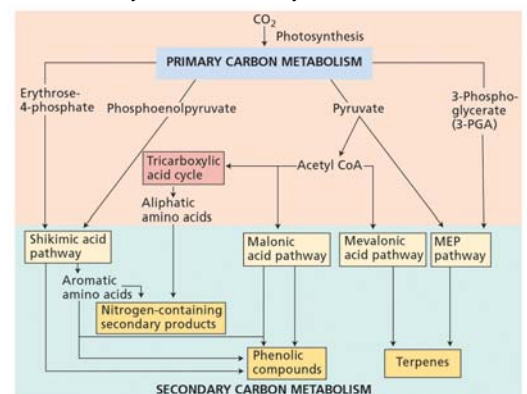 CO2
Photosynthesis
PRIMARY CARBON METABOLISM
Erythrose-
4-phosphate
Phosphoenolpyruvate
Pyruvate
3-Phospho-
glycerate
(3-PGA)
Tricarboxylic
acid cycle
Acetyl CoA
Aliphatic
amino acids
Shikimic acid
pathway
Malonic
acid pathway
Mevalonic
acid pathway
MEP
pathway
Aromatic
amino acids
Nitrogen-containing
secondary products
Phenolic
compounds
Terpenes
SECONDARY CARBON METABOLISM